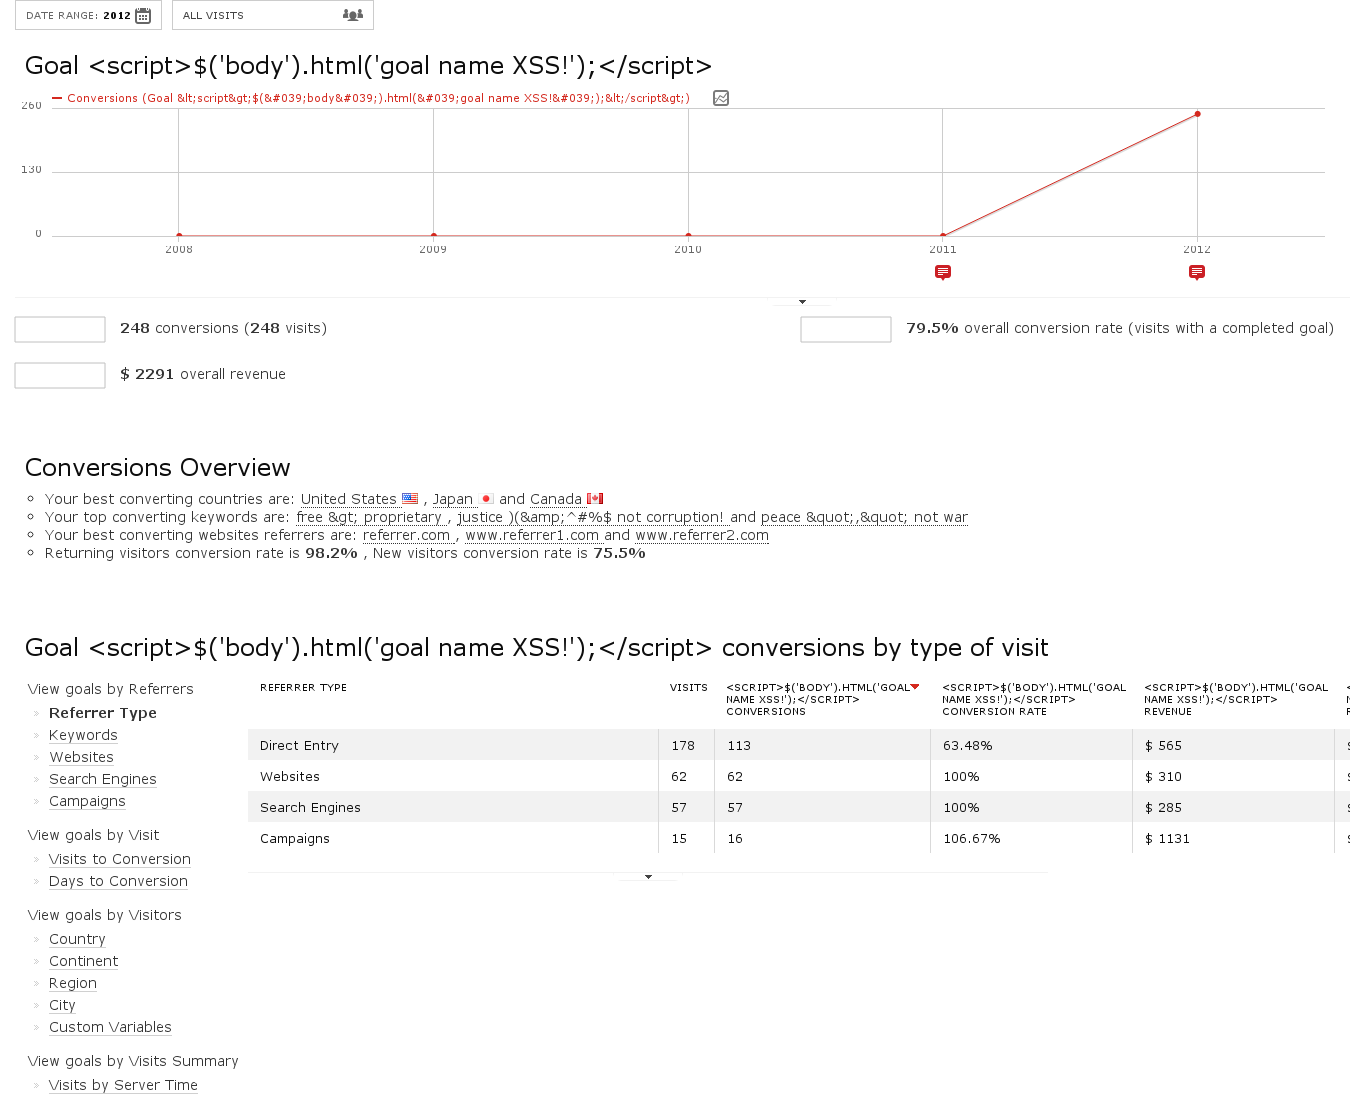 DATE RANGE: 2012
ALL VISITS
Goal <script>$('body').html('goal name XSS!');</script>
Conversions (Goal &lt;script&gt;$(&#039;body&#039;).html(&#039;goal name XSS!&#039;);&lt;/script&gt;)
260
130
0
2008 2009 2010 2011 2012
248 conversions (248 visits)
79.5% overall conversion rate (visits with a completed goal)
$ 2291 overall revenue
Conversions Overview
Your best converting countries are: United States , Japan and Canada
Your top converting keywords are: free &gt; proprietary , justice )(&amp;^#%$ not corruption! and peace &quot;,&quot; not war
Your best converting websites referrers are: referrer.com , www.referrer1.com and www.referrer2.com
Returning visitors conversion rate is 98.2% , New visitors conversion rate is 75.5%
Goal <script>$('body').html('goal name XSS!');</script> conversions by type of visit
View goals by Referrers
» Referrer Type
» Keywords
» Websites
» Search Engines
» Campaigns
View goals by Visit
» Visits to Conversion
» Days to Conversion
View goals by Visitors
» Country
» Continent
» Region
» City
» Custom Variables
View goals by Visits Summary
» Visits by Server Time
REFERRER TYPE
VISITS
<SCRIPT>$('BODY').HTML('GOAL
NAME XSS!');</SCRIPT>
CONVERSIONS
<SCRIPT>$('BODY').HTML('GOAL
NAME XSS!');</SCRIPT>
CONVERSION RATE
<SCRIPT>$('BODY').HTML('GOAL
NAME XSS!');</SCRIPT>
REVENUE
Direct Entry 178 113 63.48% $ 565
Websites 62 62 100% $ 310
Search Engines 57 57 100% $ 285
Campaigns 15 16 106.67% $ 1131